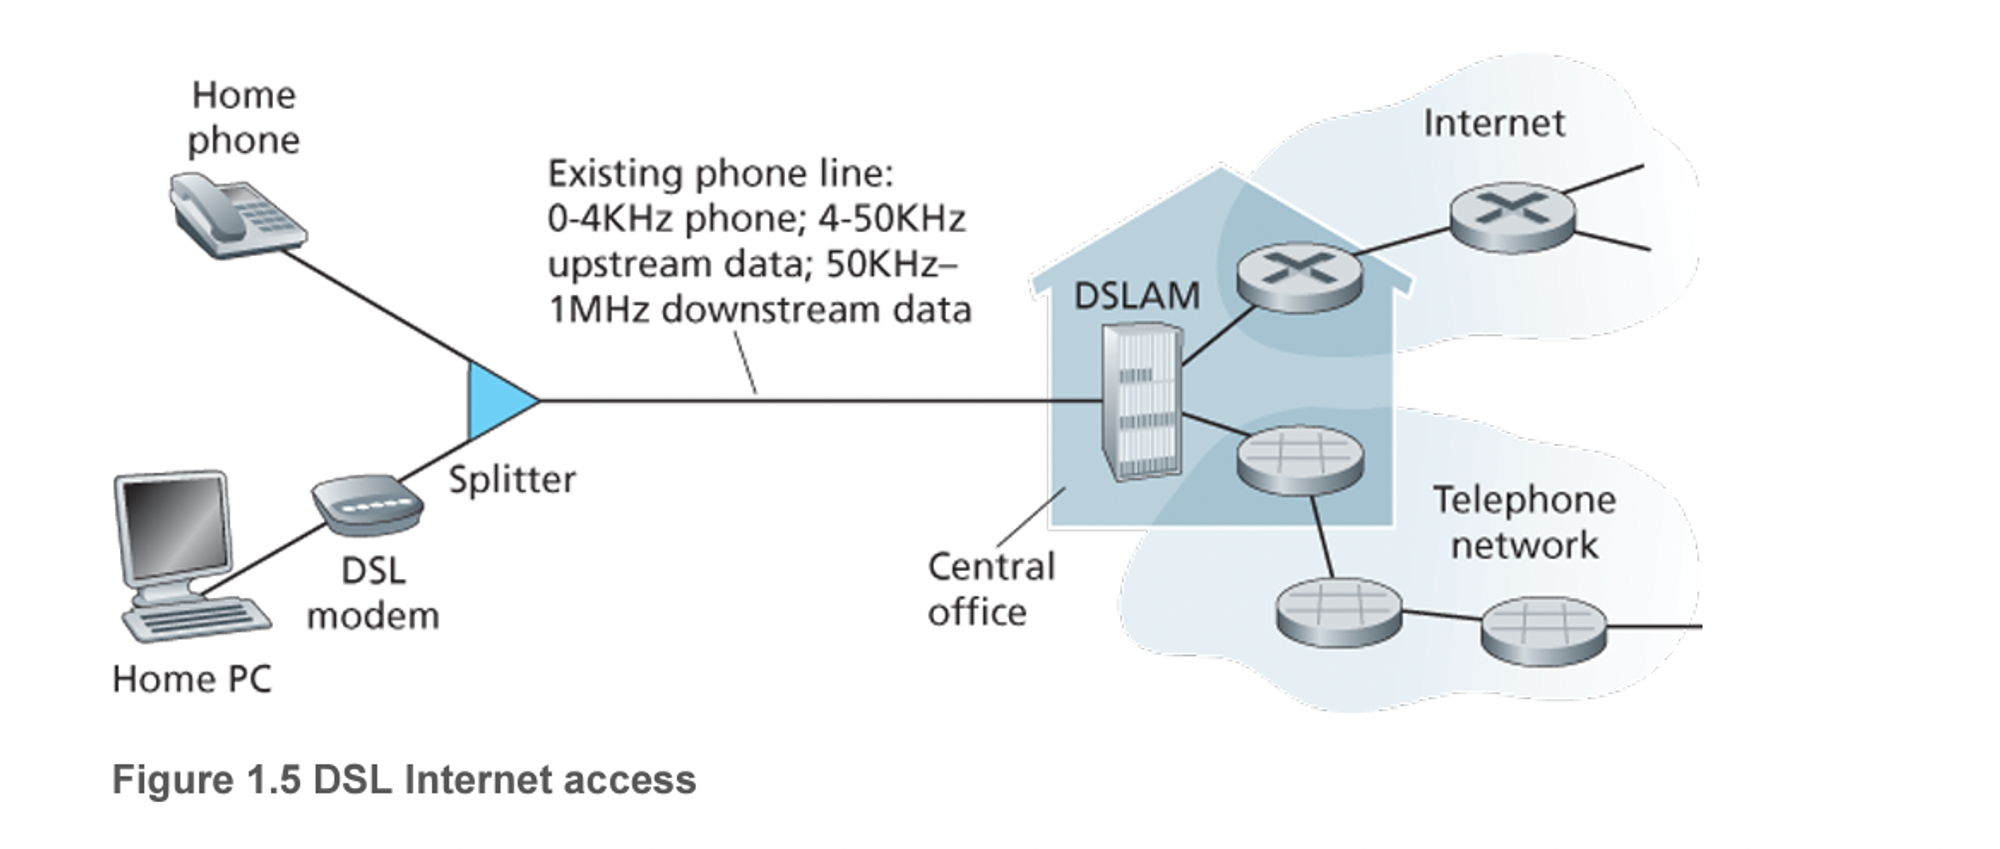 Home
phone
Existing phone line:
0-4KHz phone; 4-50KHz
upstream data; 50KHz–
1MHz downstream data
Internet
DSLAM
Splitter
DSL
modem
Home PC
Central
office
Telephone
network
Figure 1.5 DSL Internet access